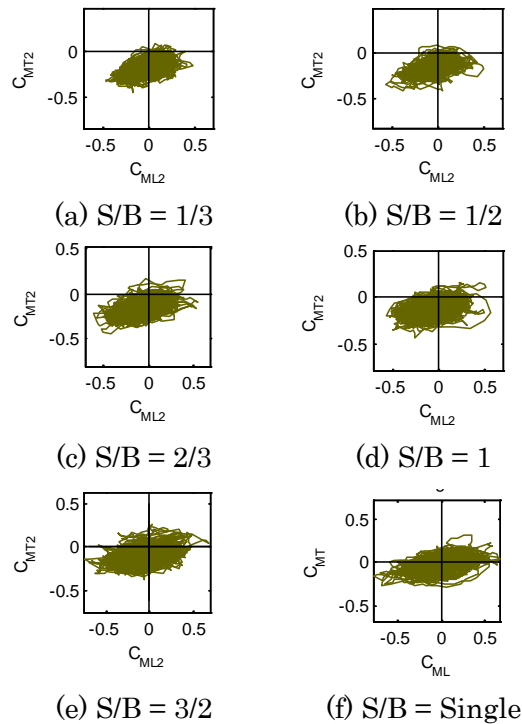 0
-0.5
C_MT2
-0.5 0 0.5
C_ML2
(a) S/B = 1/3
0
-0.5
C_MT2
-0.5 0 0.5
C_ML2
(b) S/B = 1/2
0.5
0
-0.5
C_MT2
-0.5 0 0.5
C_ML2
(c) S/B = 2/3
0.5
0
-0.5
C_MT2
-0.5 0 0.5
C_ML2
(d) S/B = 1
0.5
0
-0.5
C_MT2
-0.5 0 0.5
C_ML2
(e) S/B = 3/2
0.5
0
-0.5
C_MT
-0.5 0 0.5
C_ML
(f) S/B = Single